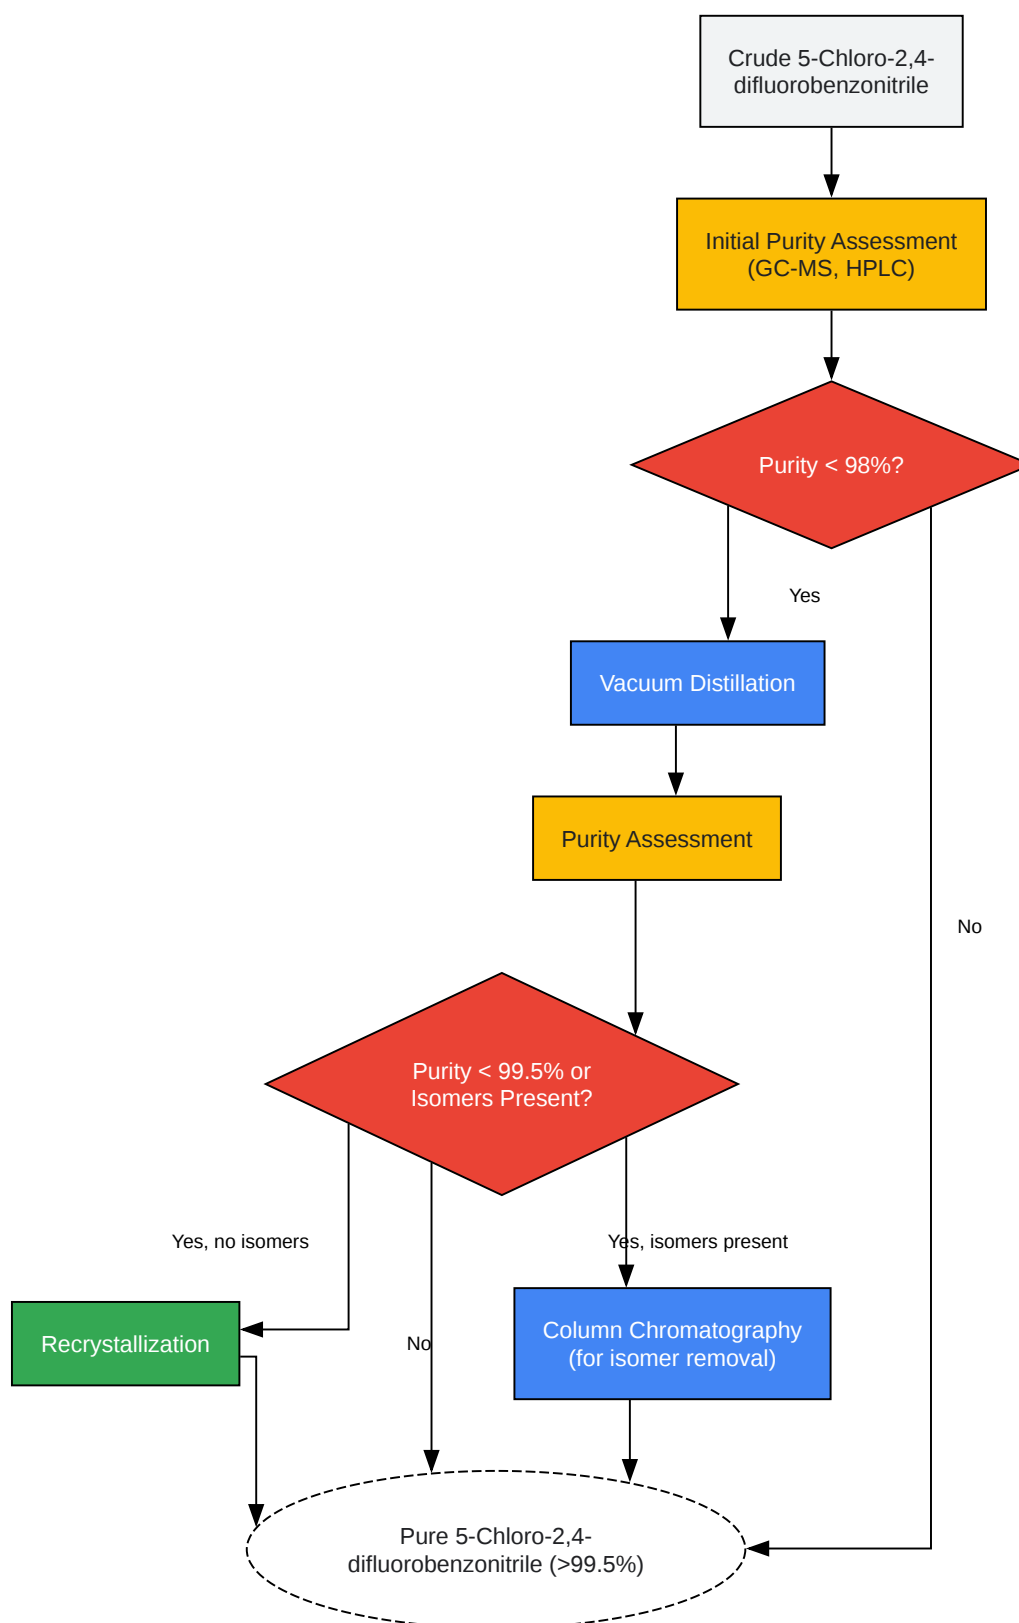 Crude 5-Chloro-2,4-
difluorobenzonitrile
Initial Purity Assessment
(GC-MS, HPLC)
Purity < 98%?
Yes
Vacuum Distillation
Purity Assessment
No
Purity < 99.5% or
Isomers Present?
Yes, no isomers
Yes, isomers present
Recrystallization
No
Column Chromatography
(for isomer removal)
Pure 5-Chloro-2,4-
difluorobenzonitrile (>99.5%)